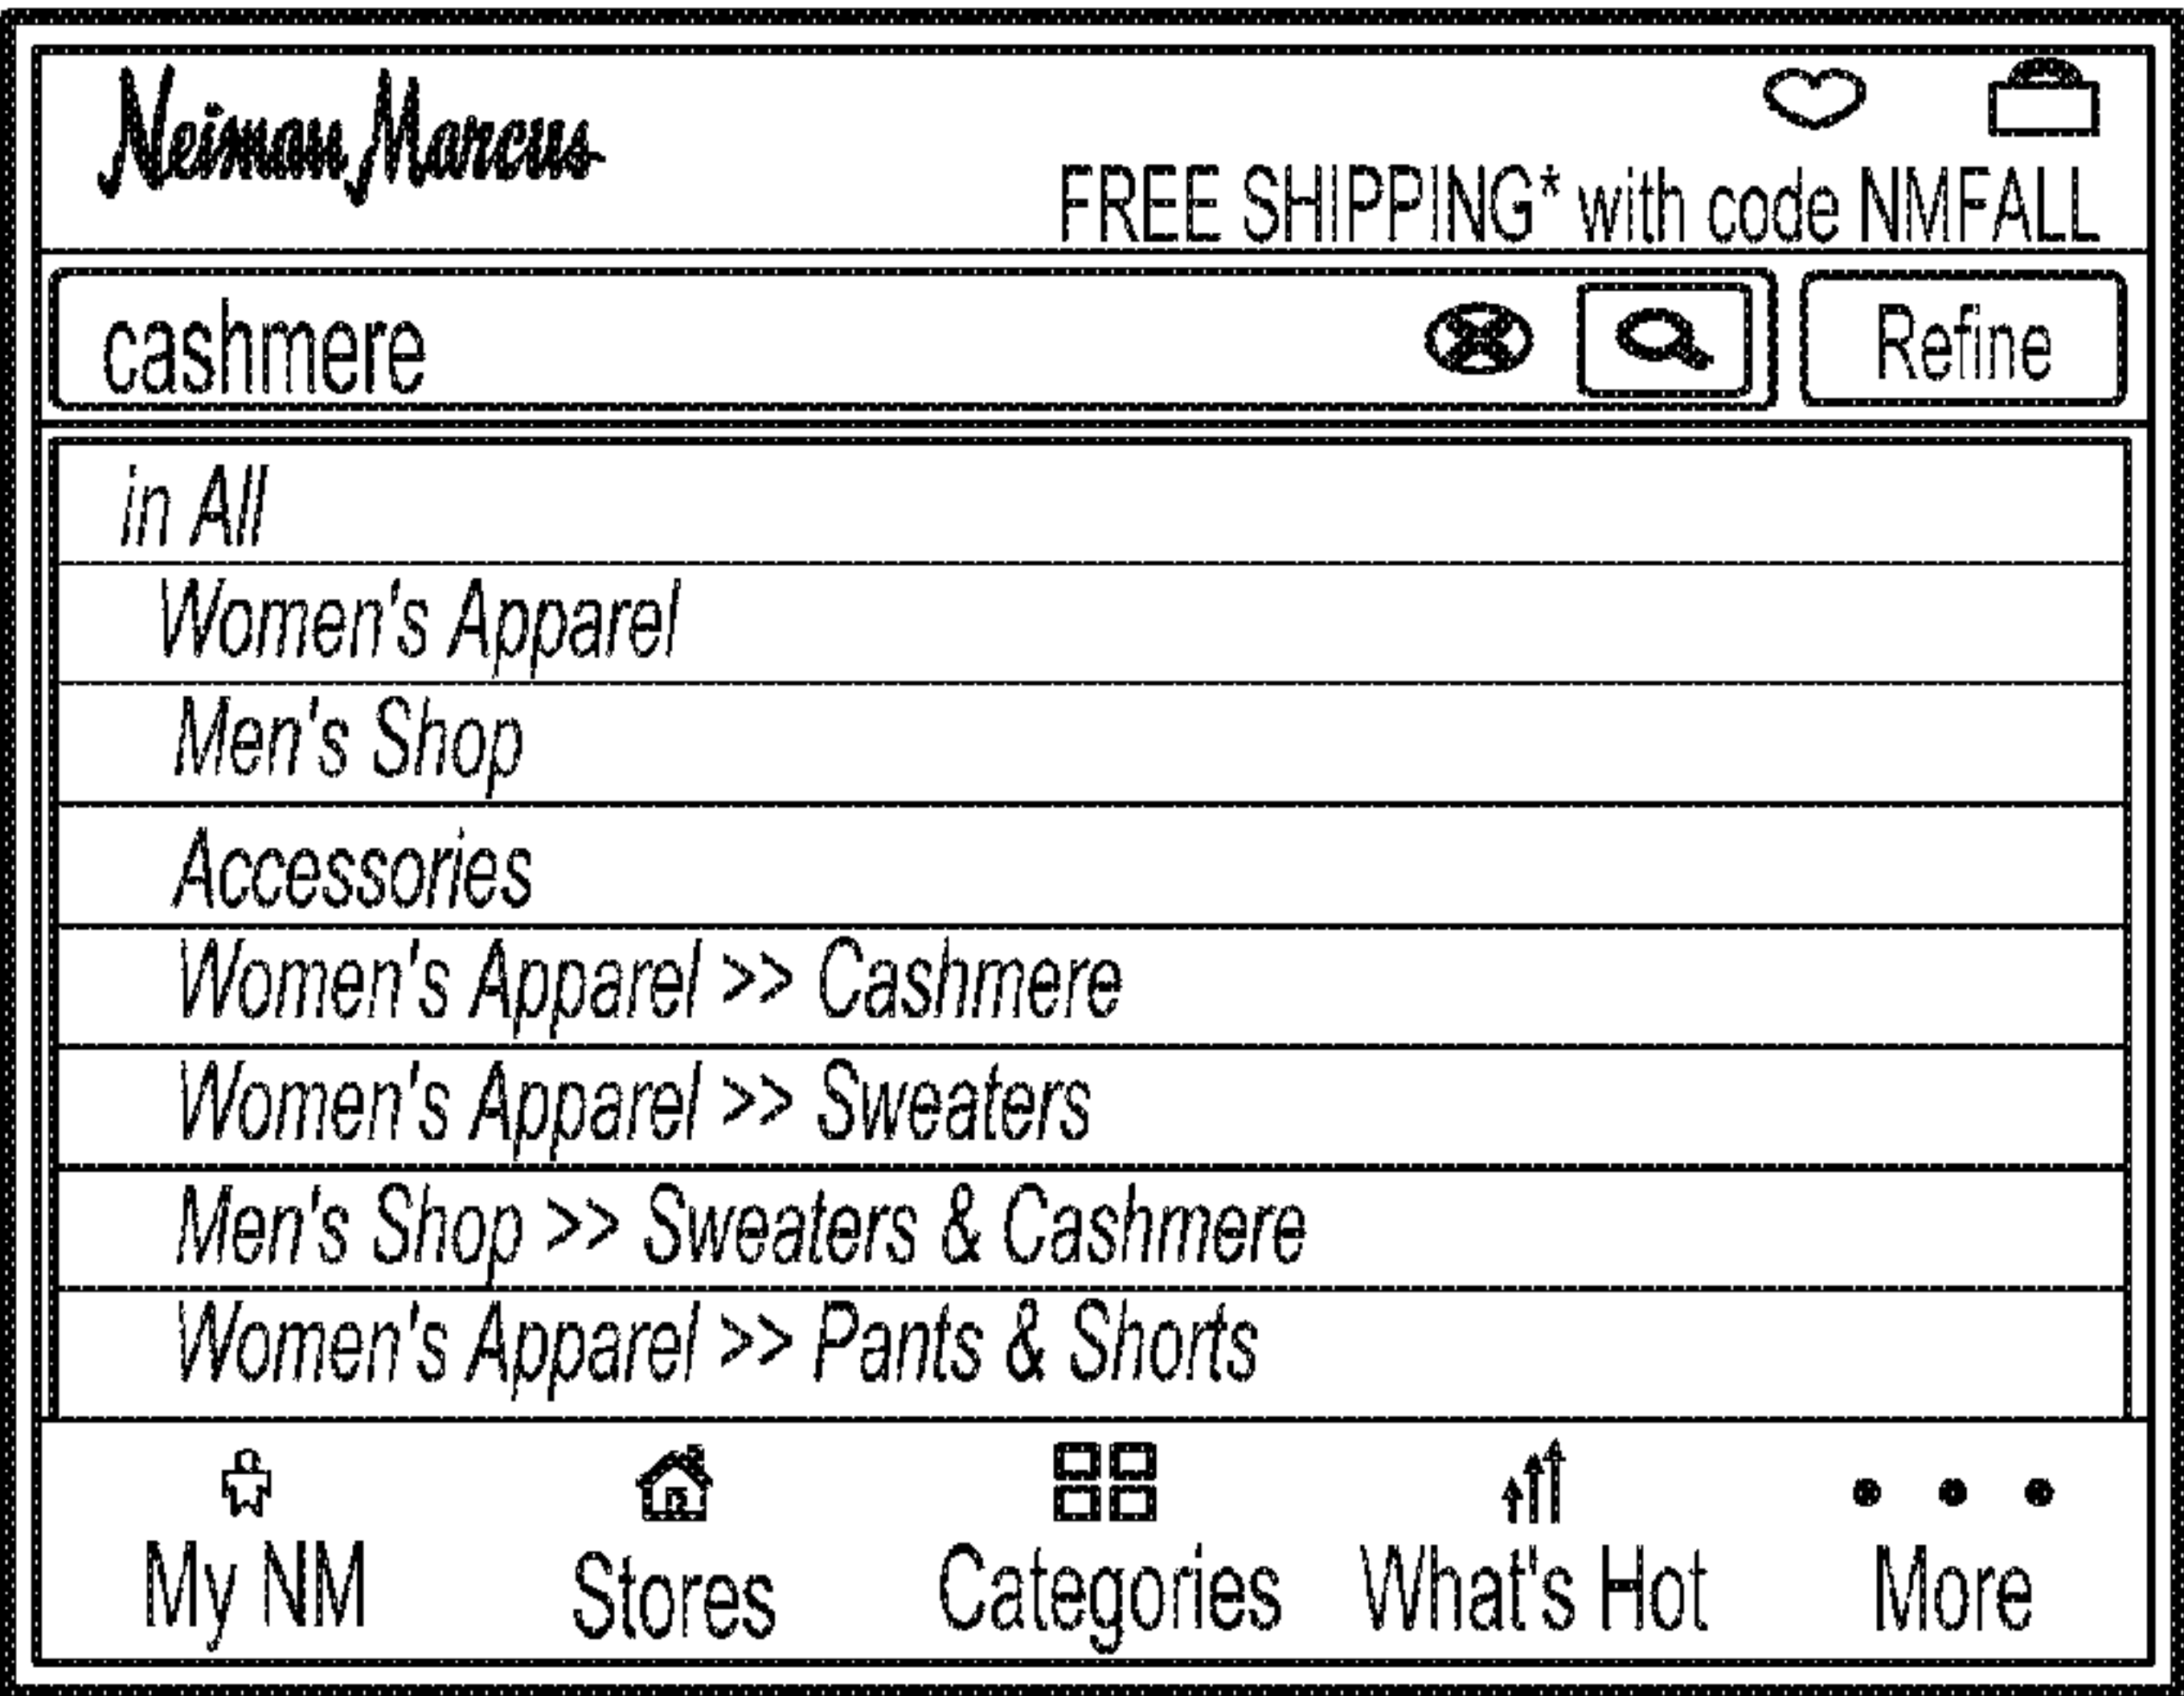 Neiman Marcus
FREE SHIPPING* with code NMFALL
cashmere
Refine
in All
Women's Apparel
Men's Shop
Accessories
Women's Apparel >> Cashmere
Women's Apparel >> Sweaters
Men's Shop >> Sweaters & Cashmere
Women's Apparel >> Pants & Shorts
My NM
Stores
Categories
What's Hot
More